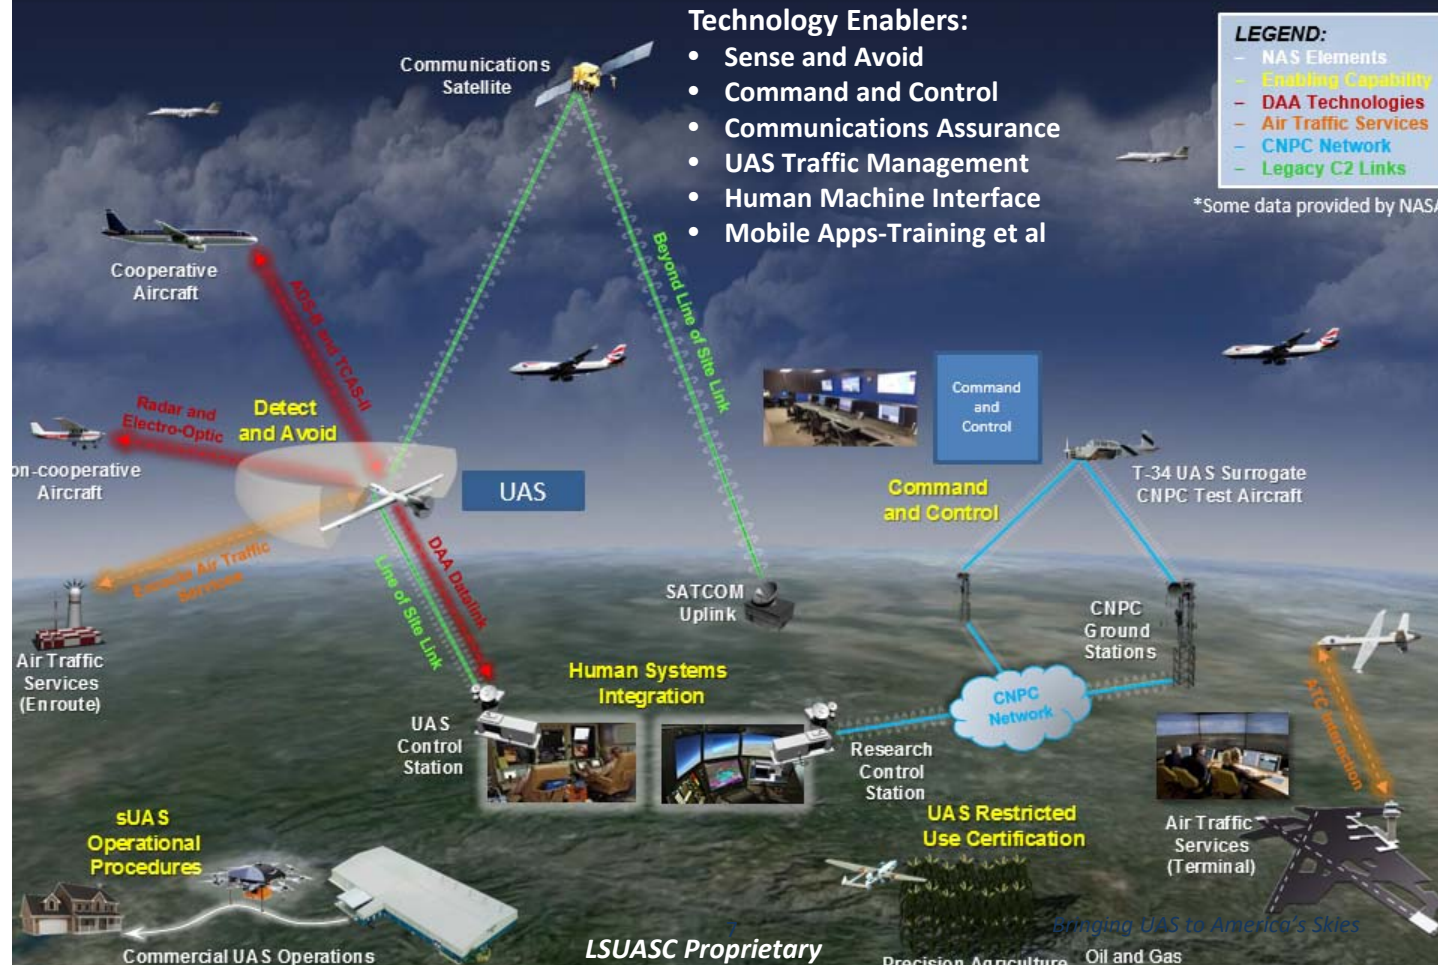 Technology Enablers:
• Sense and Avoid
• Command and Control
• Communications Assurance
• UAS Traffic Management
• Human Machine Interface
• Mobile Apps-Training et al
LEGEND:
– NAS Elements
– Enabling Capability
– DAA Technologies
– Air Traffic Services
– CNPC Network
– Legacy C2 Links
*Some data provided by NASA
Communications
Satellite
Cooperative
Aircraft
ADS-B and TCAS-II
Beyond Line of Site Link
Radar and
Electro-Optic
Detect
and Avoid
on-cooperative
Aircraft
UAS
Command
and
Control
Command
and Control
T-34 UAS Surrogate
CNPC Test Aircraft
Enroute Air Traffic
Services
DAA Datalink
Line of Site Link
SATCOM
Uplink
CNPC
Ground
Stations
Air Traffic
Services
(Enroute)
Human Systems
Integration
CNPC
Network
ATC Interaction
UAS
Control
Station
Research
Control
Station
sUAS
Operational
Procedures
UAS Restricted
Use Certification
Air Traffic
Services
(Terminal)
Bringing UAS to America's Skies
LSUASC Proprietary
Commercial UAS Operations
Precision Agriculture
Oil and Gas